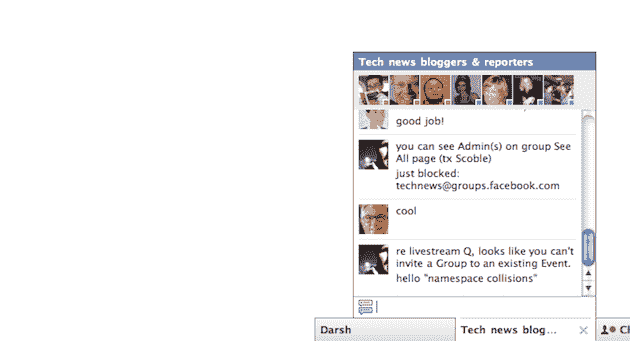 Tech news bloggers & reporters
good job!
you can see Admin(s) on group See
All page (tx Scoble)
just blocked:
technews@groups.facebook.com
cool
re livestream Q, looks like you can't
invite a Group to an existing Event.
hello "namespace collisions"
Darsh
Tech news blog...